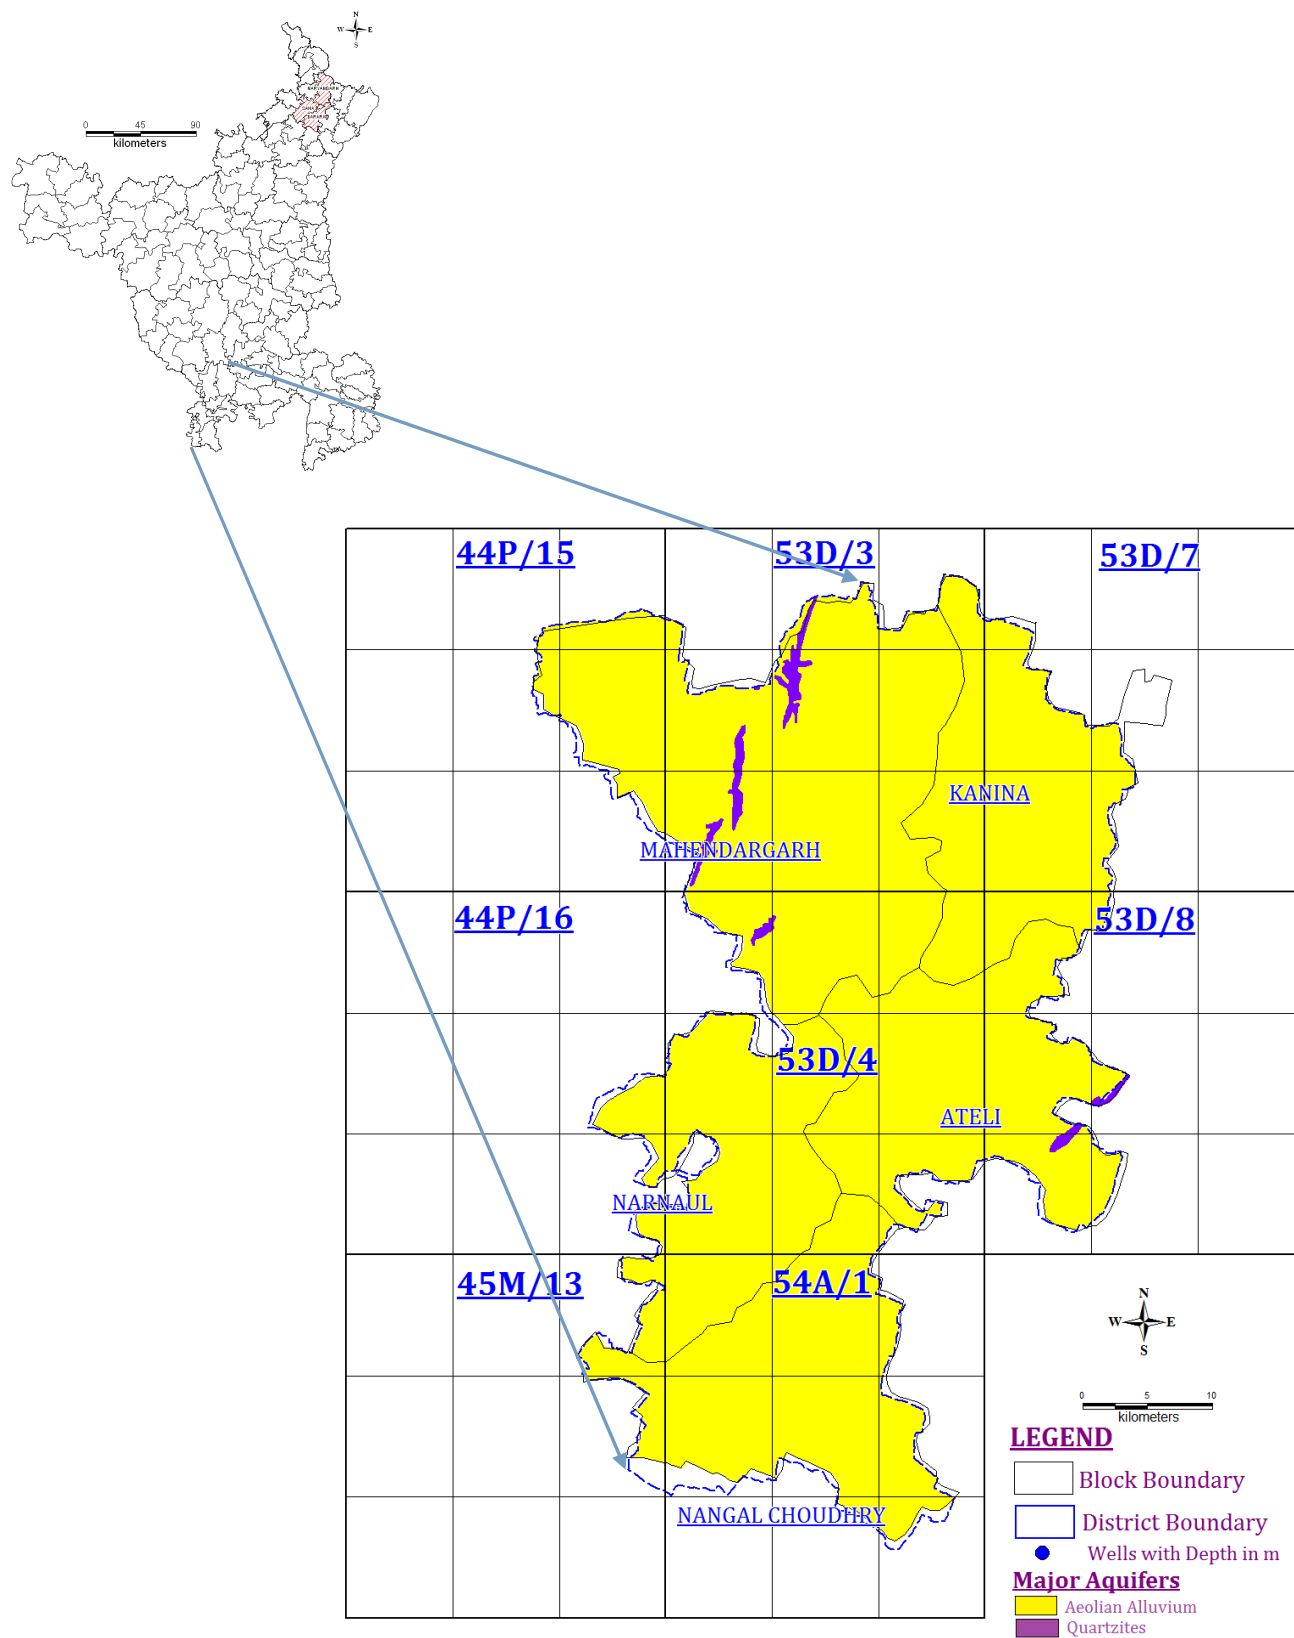 N
W E
S
0 45 90
kilometers
NARYANGARH
44P/15 53D/3 53D/7
KANINA
MAHENDARGARH
44P/16 53D/8
53D/4
ATELI
NARNAUL
45M/13 54A/1
N
W E
S
0 5 10
kilometers
LEGEND
Block Boundary
District Boundary
NANGAL CHOUDHRY
Wells with Depth in m
Major Aquifers
Aeolian Alluvium
Quartzites